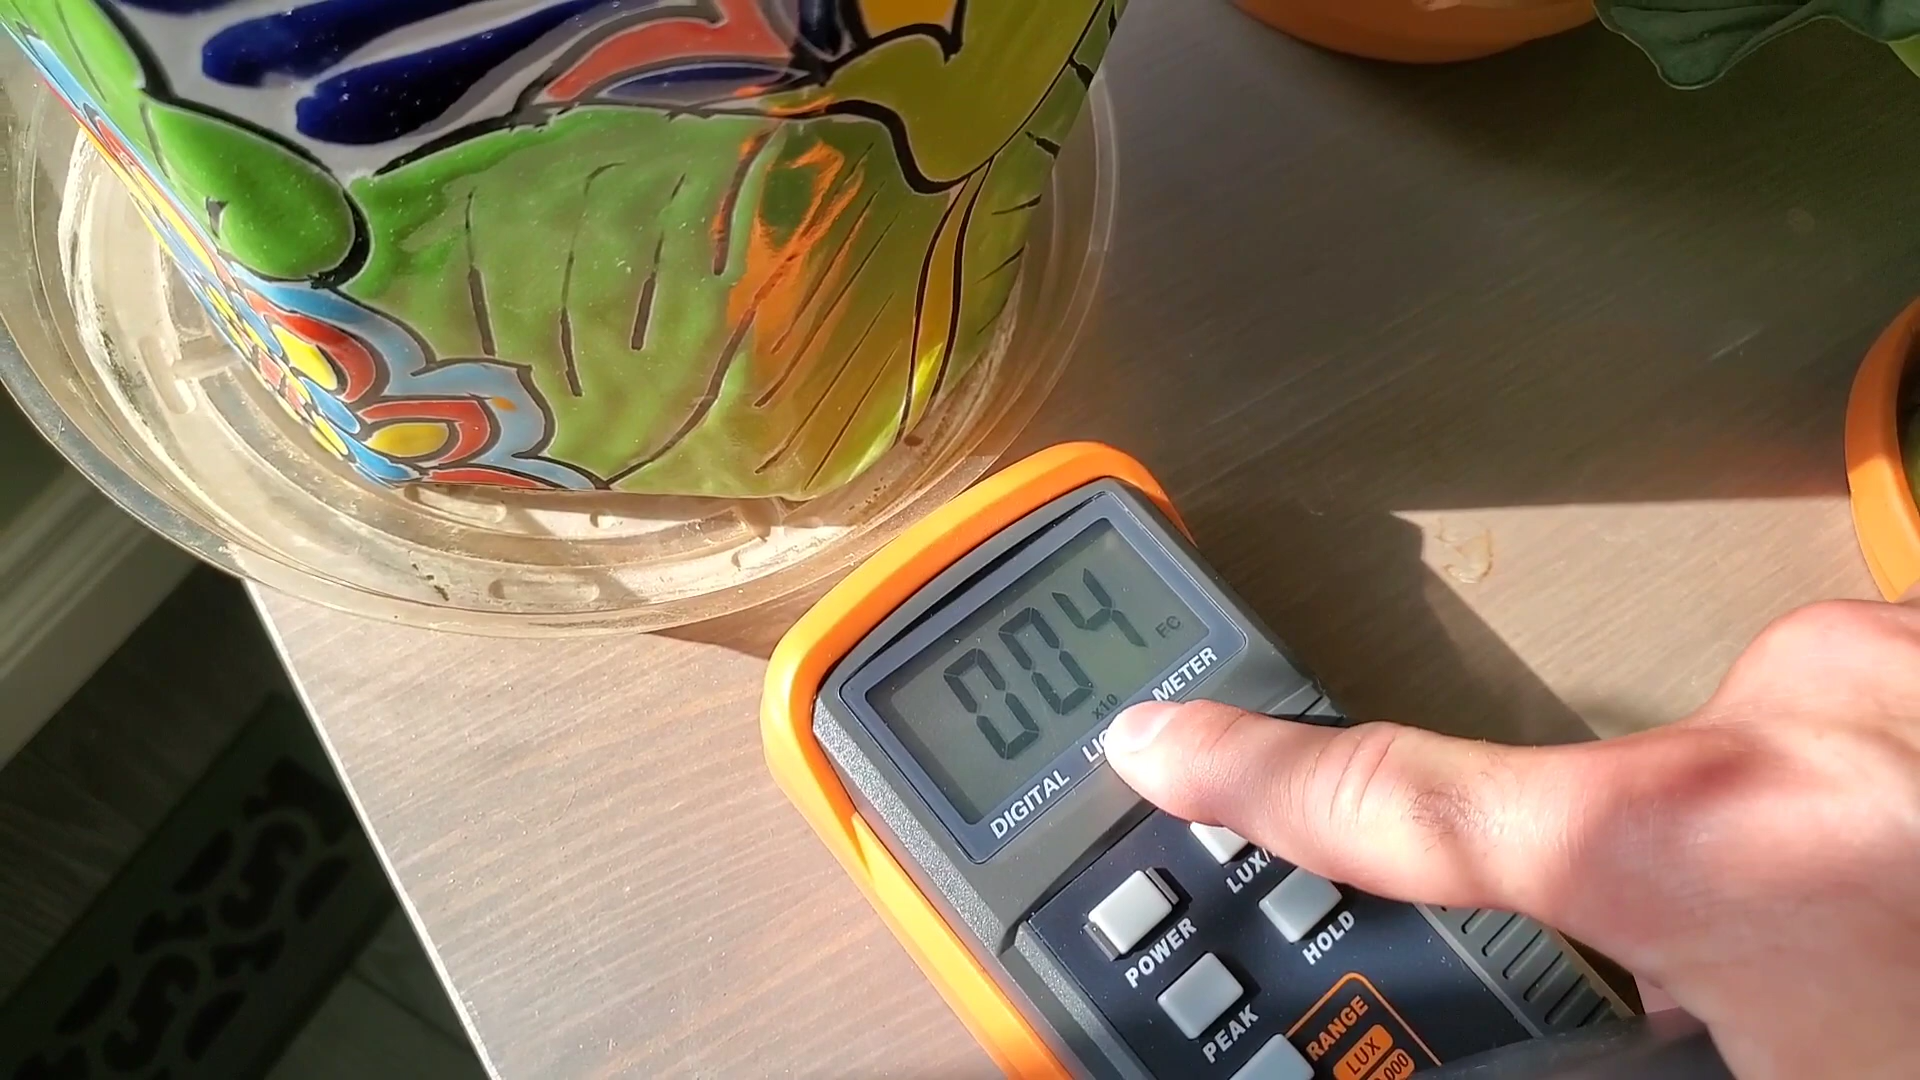 004
FC
x10
DIGITAL METER
POWER
HOLD
PEAK
RANGE
LUX